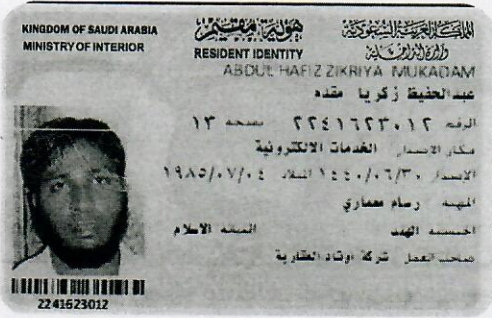 KINGDOM OF SAUDI ARABIA
MINISTRY OF INTERIOR
هوية مقيم
RESIDENT IDENTITY
المملكة العربية السعودية
وزارة الداخلية
ABDUL HAFIZ ZIKRIYA MUKADAM
عبدالحفيظ زكريا مقدم
الرقم ٢٢٤١٦٢٣٠١٢ نسخة ١٣
مكان الاصدار الخدمات الالكترونية
الاصدار ١٤٤٠/٠٦/٣٠ الميلاد ١٩٨٥/٠٧/٠٤
المهنة رسام معماري
الجنسية الهند الديانة الاسلام
صاحب العمل شركة اوتاد العقارية
2241623012